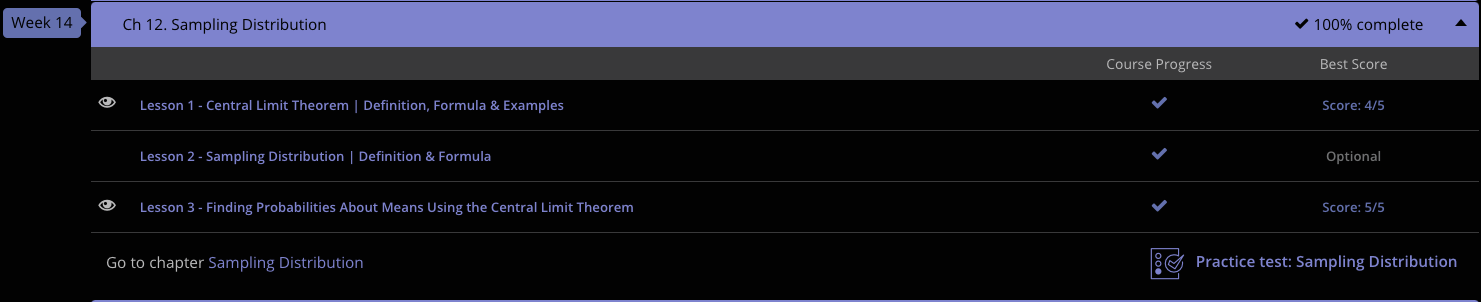 Week 14
Ch 12. Sampling Distribution 100% complete
Course Progress Best Score
Lesson 1 - Central Limit Theorem | Definition, Formula & Examples Score: 4/5
Lesson 2 - Sampling Distribution | Definition & Formula Optional
Lesson 3 - Finding Probabilities About Means Using the Central Limit Theorem Score: 5/5
Go to chapter Sampling Distribution Practice test: Sampling Distribution